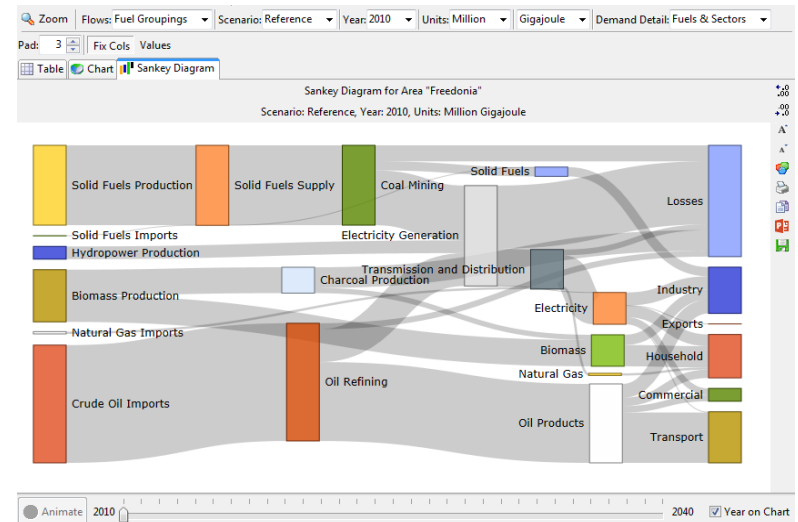 Zoom Flows: Fuel Groupings Scenario: Reference Year: 2010 Units: Million Gigajoule Demand Detail: Fuels & Sectors
Pad: 3 Fix Cols Values
Table Chart Sankey Diagram
Sankey Diagram for Area "Freedonia"
Scenario: Reference, Year: 2010, Units: Million Gigajoule
Solid Fuels
Solid Fuels Production Solid Fuels Supply Coal Mining
Losses
Solid Fuels Imports Electricity Generation
Hydropower Production
Transmission and Distribution
Charcoal Production
Industry
Biomass Production
Electricity
Exports
Natural Gas Imports
Biomass Household
Natural Gas
Oil Refining
Commercial
Crude Oil Imports
Oil Products
Transport
Animate 2010 2040 Year on Chart